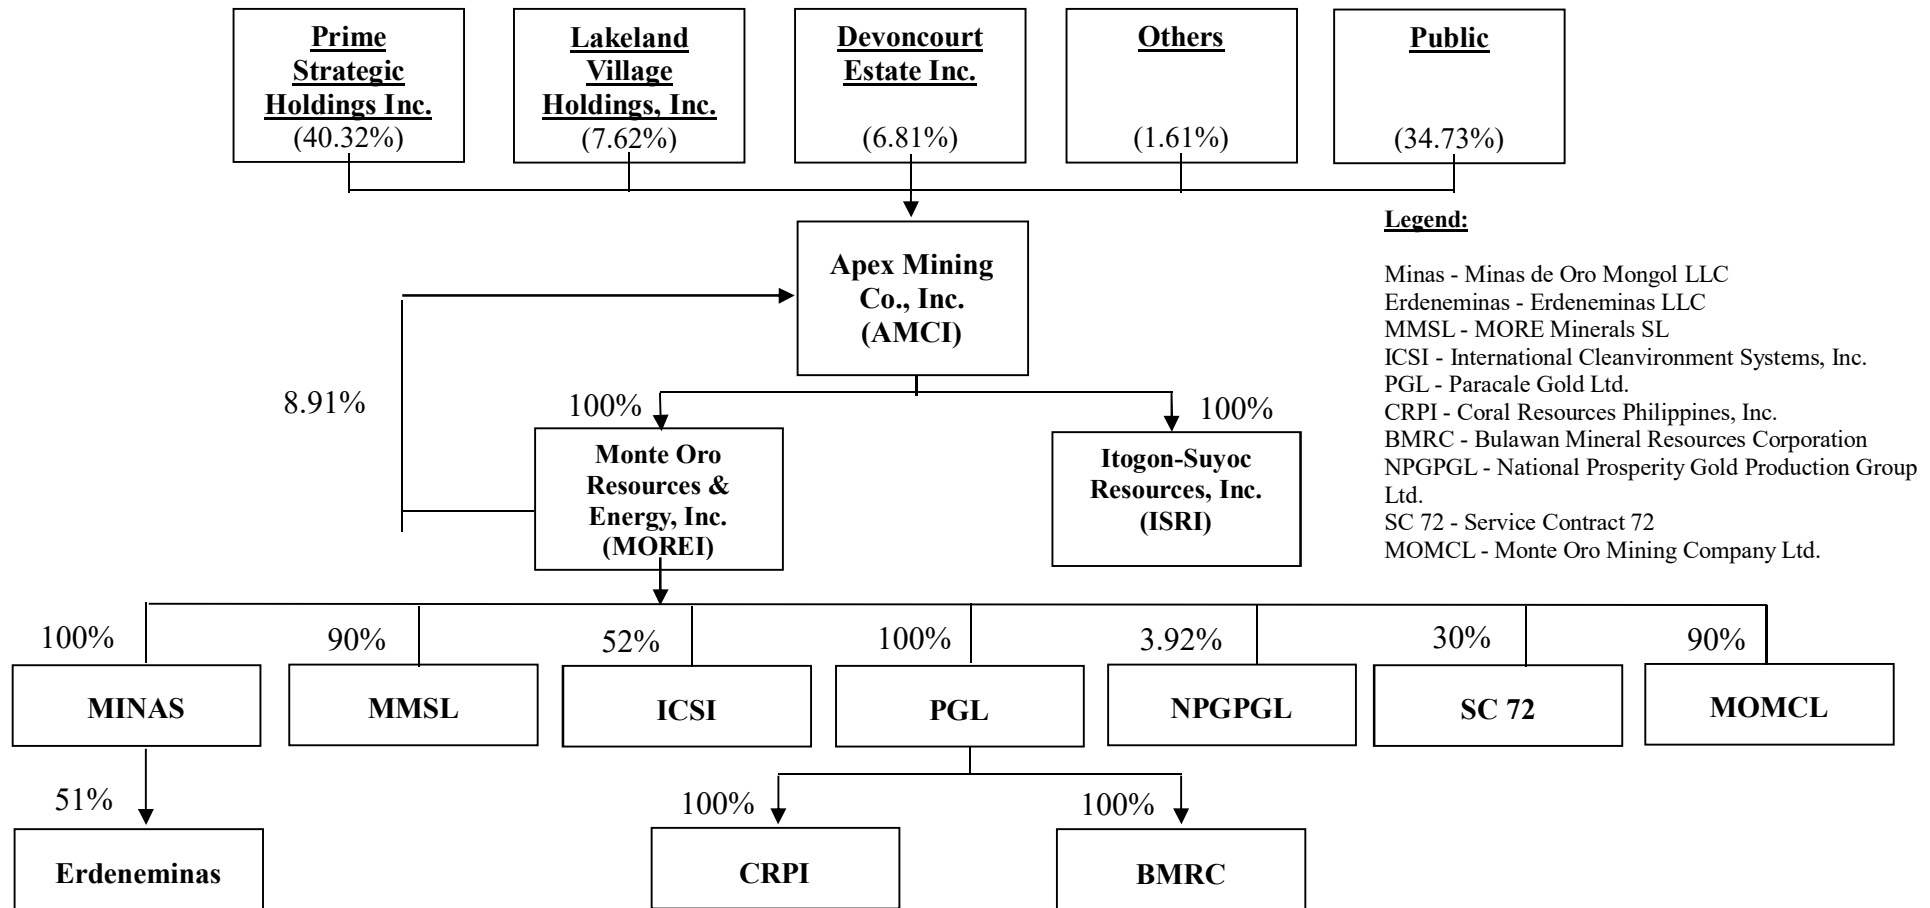 Prime
Strategic
Holdings Inc.
(40.32%)
Lakeland
Village
Holdings, Inc.
(7.62%)
Devoncourt
Estate Inc.
(6.81%)
Others
(1.61%)
Public
(34.73%)
Apex Mining
Co., Inc.
(AMCI)
Legend:
Minas - Minas de Oro Mongol LLC
Erdeneminas - Erdeneminas LLC
MMSL - MORE Minerals SL
ICSI - International Cleanvironment Systems, Inc.
PGL - Paracale Gold Ltd.
CRPI - Coral Resources Philippines, Inc.
BMRC - Bulawan Mineral Resources Corporation
NPGPGL - National Prosperity Gold Production Group
Ltd.
SC 72 - Service Contract 72
MOMCL - Monte Oro Mining Company Ltd.
8.91%
100%
100%
Monte Oro
Resources &
Energy, Inc.
(MOREI)
Itogon-Suyoc
Resources, Inc.
(ISRI)
100%
90%
52%
100%
3.92%
30%
90%
MINAS
MMSL
ICSI
PGL
NPGPGL
SC 72
MOMCL
51%
100%
100%
Erdeneminas
CRPI
BMRC